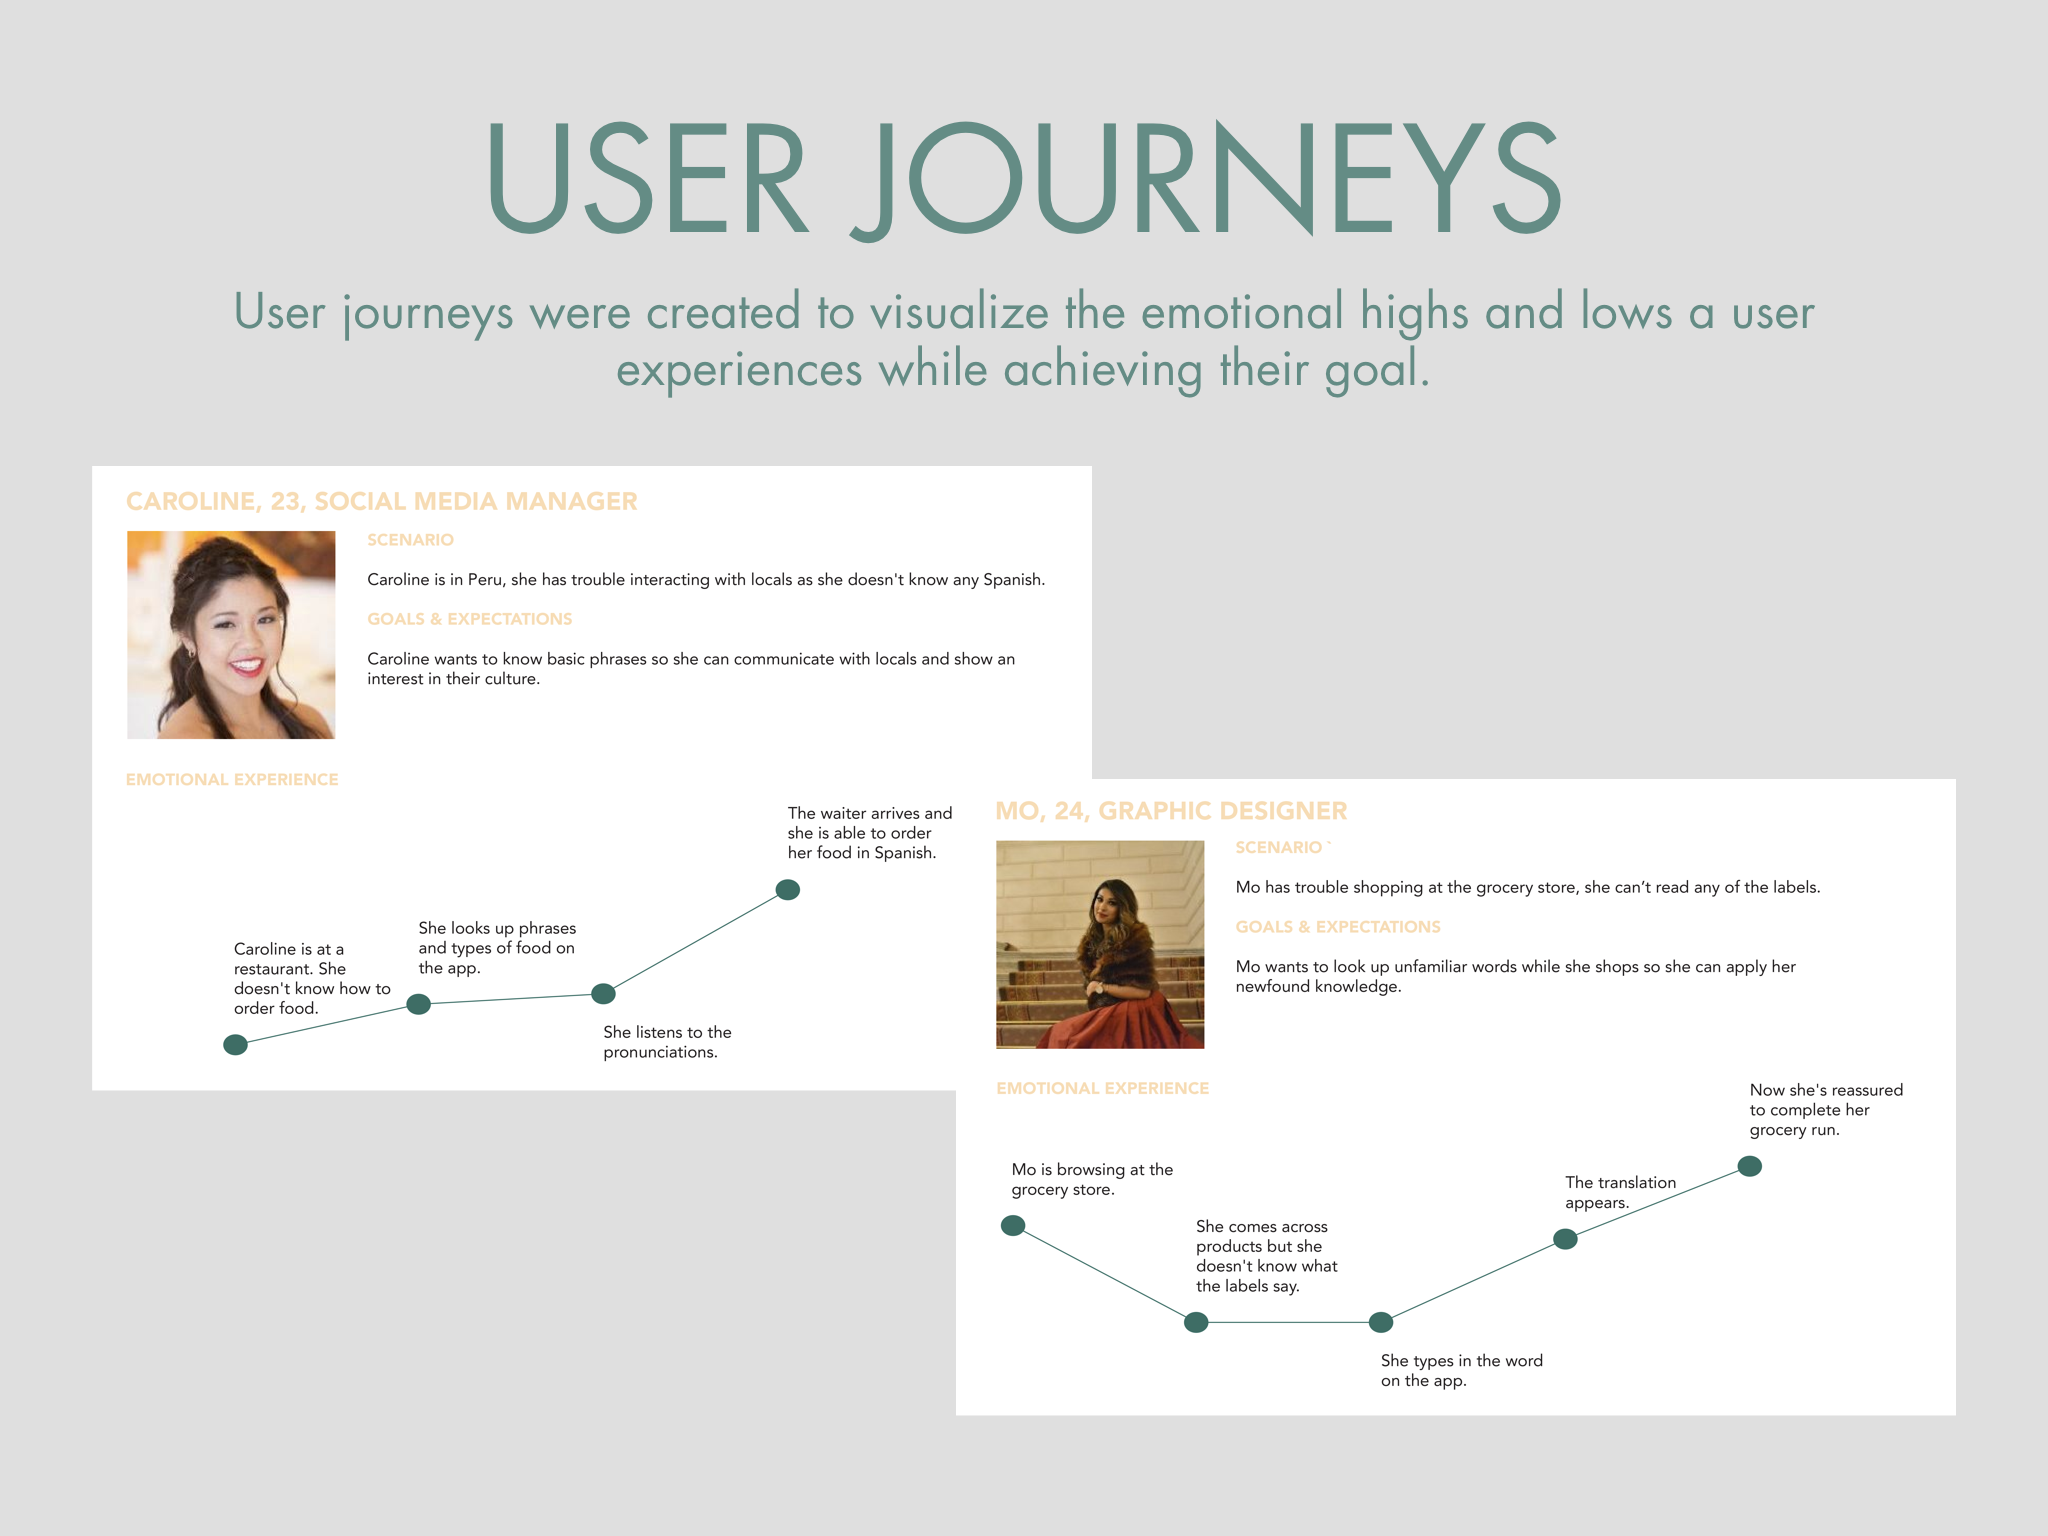 USER JOURNEYS
User journeys were created to visualize the emotional highs and lows a user
experiences while achieving their goal.
CAROLINE, 23, SOCIAL MEDIA MANAGER
SCENARIO
Caroline is in Peru, she has trouble interacting with locals as she doesn't know any Spanish.
GOALS & EXPECTATIONS
Caroline wants to know basic phrases so she can communicate with locals and show an
interest in their culture.
EMOTIONAL EXPERIENCE
Caroline is at a
restaurant. She
doesn't know how to
order food.
She looks up phrases
and types of food on
the app.
She listens to the
pronunciations.
The waiter arrives and
she is able to order
her food in Spanish.
MO, 24, GRAPHIC DESIGNER
SCENARIO `
Mo has trouble shopping at the grocery store, she can’t read any of the labels.
GOALS & EXPECTATIONS
Mo wants to look up unfamiliar words while she shops so she can apply her
newfound knowledge.
EMOTIONAL EXPERIENCE
Mo is browsing at the
grocery store.
She comes across
products but she
doesn't know what
the labels say.
She types in the word
on the app.
The translation
appears.
Now she's reassured
to complete her
grocery run.